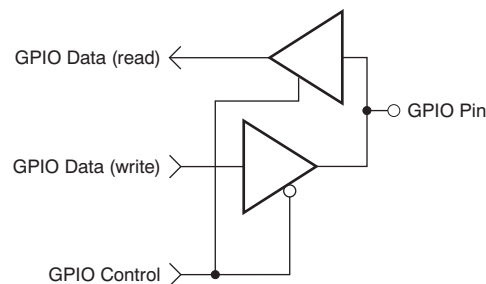 GPIO Data (read)
GPIO Pin
GPIO Data (write)
GPIO Control